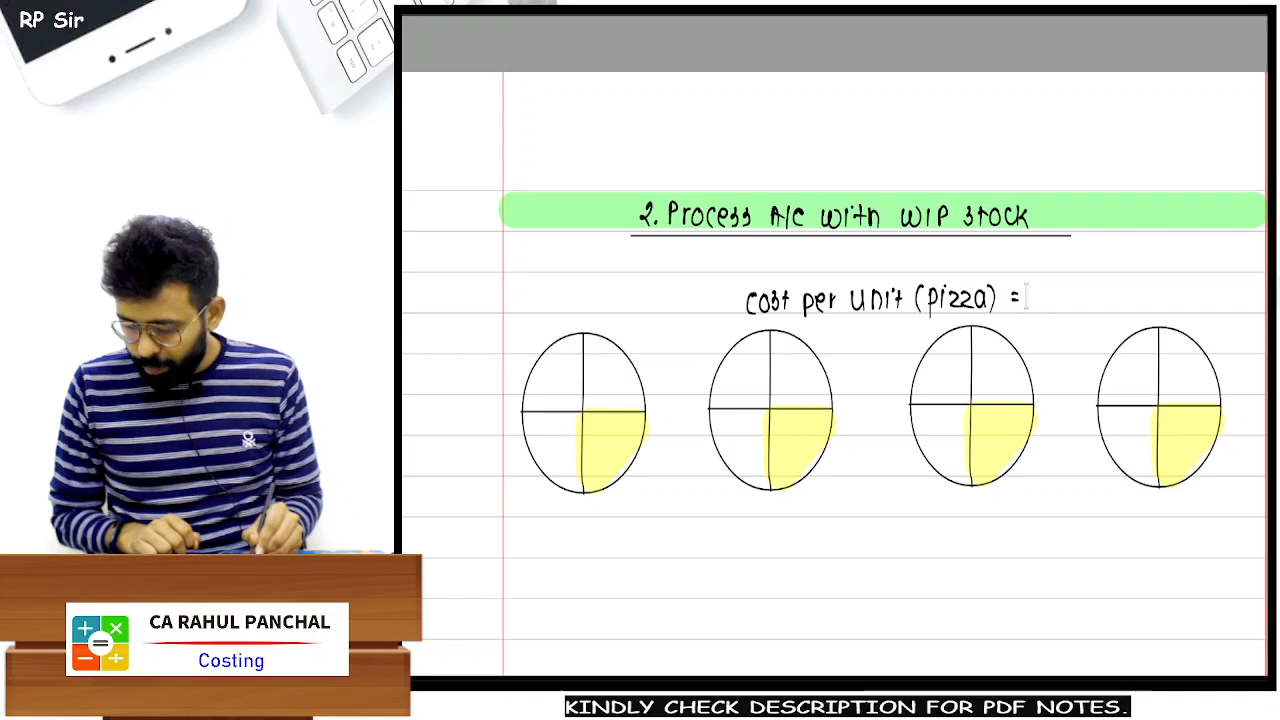 RP Sir
2. Process A/C with WIP Stock
cost per unit (pizza) =
CA RAHUL PANCHAL
Costing
KINDLY CHECK DESCRIPTION FOR PDF NOTES.